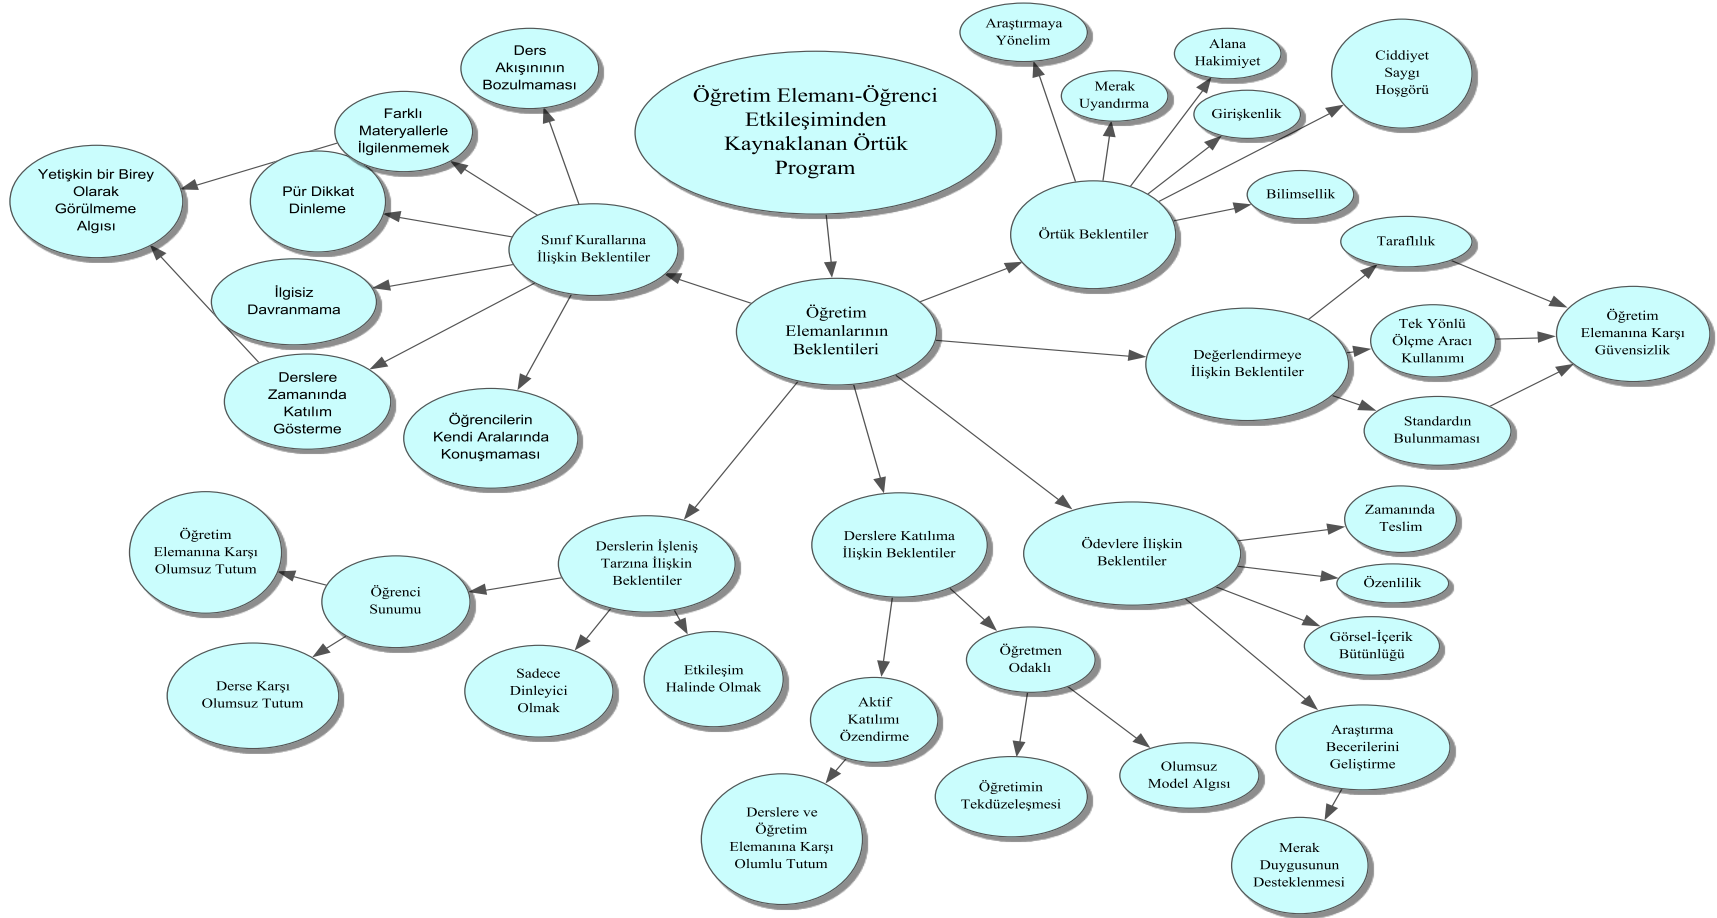 Öğretim Elemanı-Öğrenci
Etkileşiminden
Kaynaklanan Örtük
Program
Araştırmaya
Yönelim
Merak
Uyandırma
Alana
Hakimiyet
Girişkenlik
Ciddiyet
Saygı
Hoşgörü
Bilimsellik
Örtük Beklentiler
Ders
Akışınının
Bozulmaması
Farklı
Materyallerle
İlgilenmemek
Yetişkin bir Birey
Olarak
Görülmeme
Algısı
Pür Dikkat
Dinleme
Sınıf Kurallarına
İlişkin Beklentiler
İlgisiz
Davranmama
Derslere
Zamanında
Katılım
Gösterme
Öğrencilerin
Kendi Aralarında
Konuşmaması
Öğretim
Elemanlarının
Beklentileri
Taraflılık
Tek Yönlü
Ölçme Aracı
Kullanımı
Öğretim
Elemanına Karşı
Güvensizlik
Değerlendirmeye
İlişkin Beklentiler
Standardın
Bulunmaması
Öğretim
Elemanına Karşı
Olumsuz Tutum
Öğrenci
Sunumu
Derse Karşı
Olumsuz Tutum
Derslerin İşleniş
Tarzına İlişkin
Beklentiler
Sadece
Dinleyici
Olmak
Etkileşim
Halinde Olmak
Derslere Katılıma
İlişkin Beklentiler
Aktif
Katılımı
Özendirme
Derslere ve
Öğretim
Elemanına Karşı
Olumlu Tutum
Öğretmen
Odaklı
Öğretimin
Tekdüzeleşmesi
Olumsuz
Model Algısı
Ödevlere İlişkin
Beklentiler
Zamanında
Teslim
Özenlilik
Görsel-İçerik
Bütünlüğü
Araştırma
Becerilerini
Geliştirme
Merak
Duygusunun
Desteklenmesi